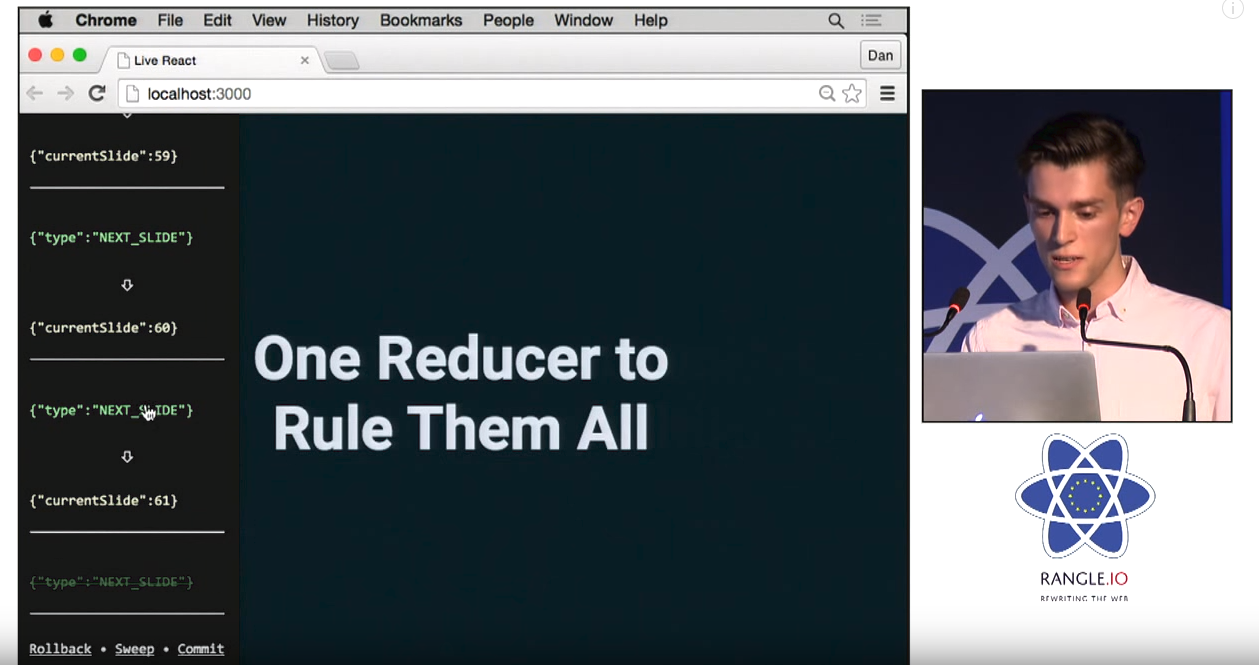 Chrome File Edit View History Bookmarks People Window Help
Live React
Dan
localhost:3000
{"currentSlide":59}
{"type":"NEXT_SLIDE"}
{"currentSlide":60}
{"type":"NEXT_SLIDE"}
{"currentSlide":61}
{"type":"NEXT_SLIDE"}
Rollback • Sweep • Commit
One Reducer to
Rule Them All
RANGLE.IO
REWRITING THE WEB